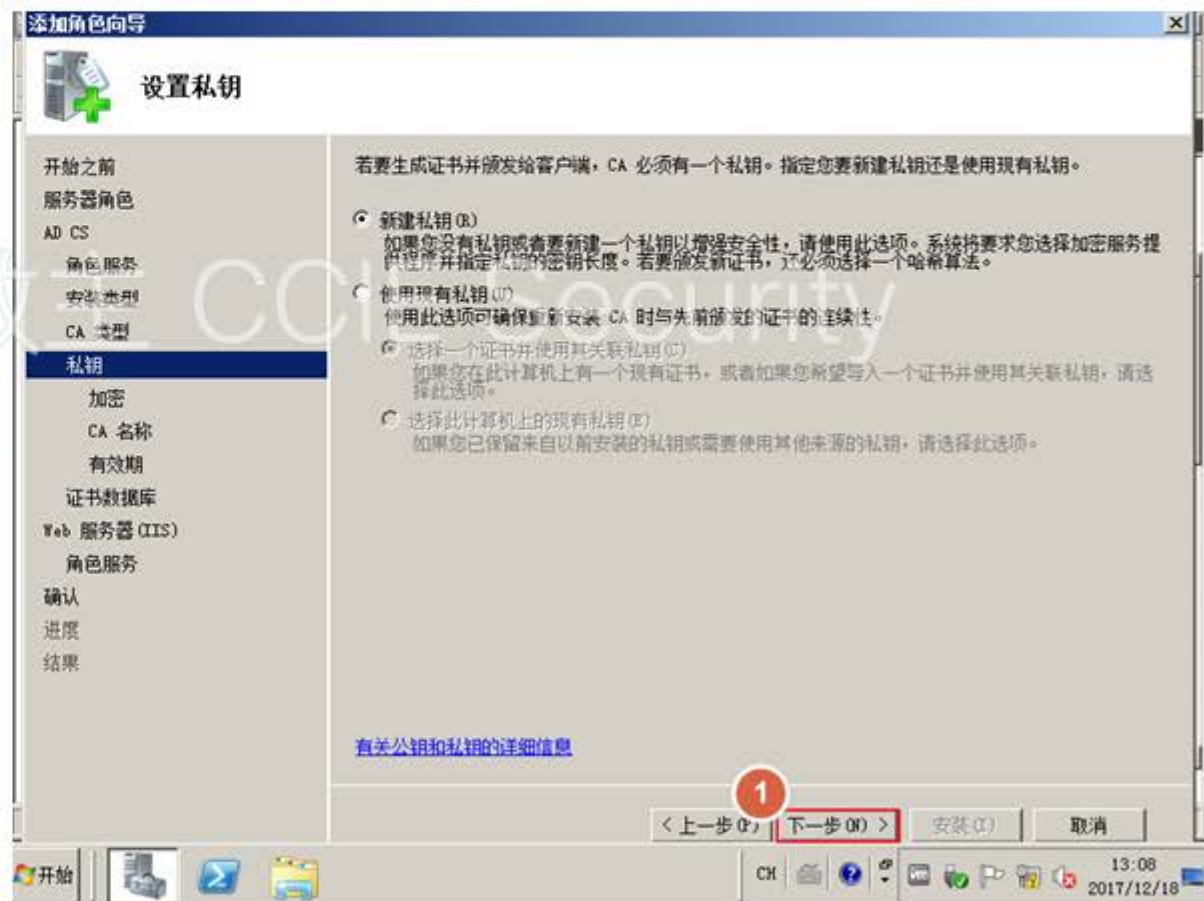 添加角色向导
设置私钥
开始之前
服务器角色
AD CS
角色服务
安装类型
CA 类型
私钥
加密
CA 名称
有效期
证书数据库
Web 服务器(IIS)
角色服务
确认
进度
结果
若要生成证书并颁发给客户端，CA 必须有一个私钥。指定您要新建私钥还是使用现有私钥。
新建私钥(R)
如果您没有私钥或者要新建一个私钥以增强安全性，请使用此选项。系统将要求您选择加密服务提
供程序并指定私钥的密钥长度。若要颁发新证书，还必须选择一个哈希算法。
使用现有私钥(U)
使用此选项可确保重新安装 CA 时与先前颁发的证书的连续性。
选择一个证书并使用其关联私钥(C)
如果您在此计算机上有一个现有证书，或者如果您希望导入一个证书并使用其关联私钥，请选
择此选项。
选择此计算机上的现有私钥(E)
如果您已保留来自以前安装的私钥或需要使用其他来源的私钥，请选择此选项。
CCIE Security
有关公钥和私钥的详细信息
1
< 上一步(P)
下一步(N) >
安装(I)
取消
开始
CH
13:08
2017/12/18